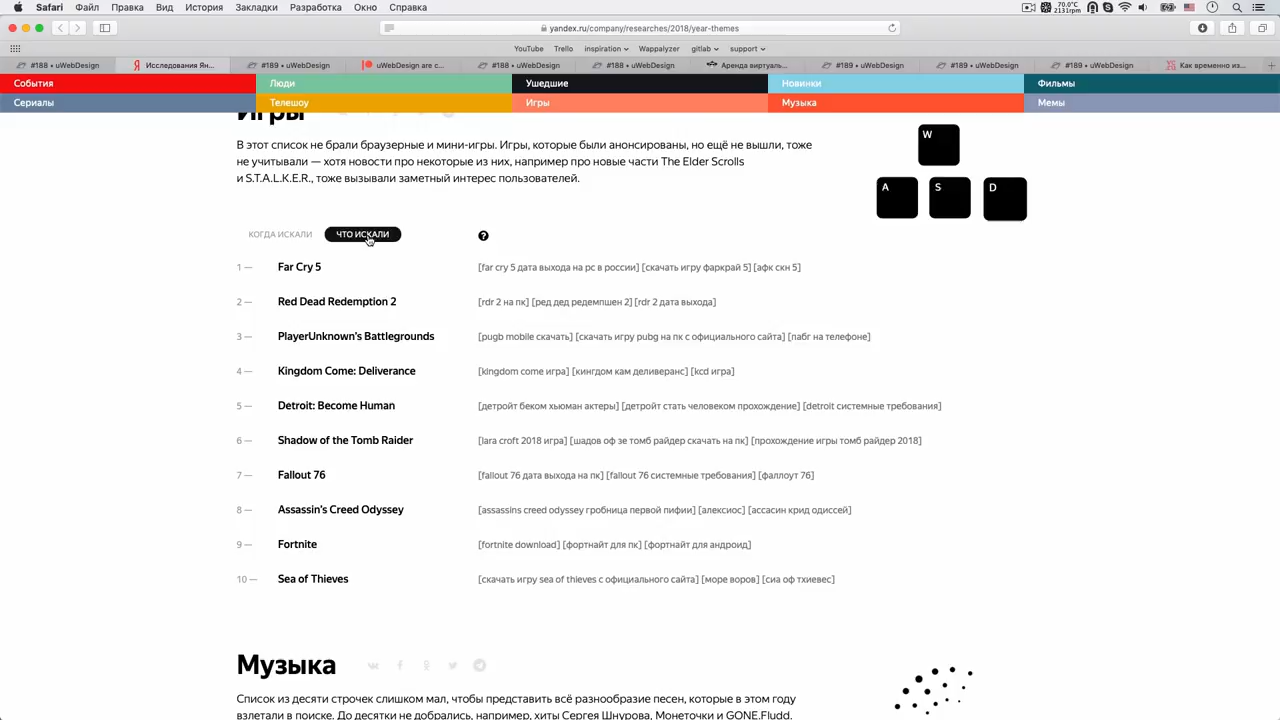 Safari Файл Правка Вид История Закладки Разработка Окно Справка
70.0°C
2131rpm
yandex.ru/company/researches/2018/year-themes
YouTube Trello inspiration Wappalyzer gitlab support
#188 • uWebDesign Исследования Ян... #189 • uWebDesign uWebDesign are c... #188 • uWebDesign #188 • uWebDesign Аренда виртуаль... #189 • uWebDesign #189 • uWebDesign #189 • uWebDesign Как временно из...
События Люди Ушедшие Новинки Фильмы
Сериалы Телешоу Игры Музыка Мемы
Игры
В этот список не брали браузерные и мини-игры. Игры, которые были анонсированы, но ещё не вышли, тоже
не учитывали — хотя новости про некоторые из них, например про новые части The Elder Scrolls
и S.T.A.L.K.E.R., тоже вызывали заметный интерес пользователей.
W
A S D
КОГДА ИСКАЛИ ЧТО ИСКАЛИ ?
1 — Far Cry 5 [far cry 5 дата выхода на pc в россии] [скачать игру фаркрай 5] [афк скн 5]
2 — Red Dead Redemption 2 [rdr 2 на пк] [ред дед редемпшен 2] [rdr 2 дата выхода]
3 — PlayerUnknown's Battlegrounds [pugb mobile скачать] [скачать игру pubg на пк с официального сайта] [пабг на телефоне]
4 — Kingdom Come: Deliverance [kingdom come игра] [кингдом кам деливеранс] [kcd игра]
5 — Detroit: Become Human [детройт беком хьюман актеры] [детройт стать человеком прохождение] [detroit системные требования]
6 — Shadow of the Tomb Raider [lara croft 2018 игра] [шадов оф зе томб райдер скачать на пк] [прохождение игры томб райдер 2018]
7 — Fallout 76 [fallout 76 дата выхода на пк] [fallout 76 системные требования] [фаллоут 76]
8 — Assassin's Creed Odyssey [assassins creed odyssey гробница первой пифии] [алексиос] [ассасин крид одиссей]
9 — Fortnite [fortnite download] [фортнайт для пк] [фортнайт для андроид]
10 — Sea of Thieves [скачать игру sea of thieves с официального сайта] [море воров] [сиа оф тхиевес]
Музыка
Список из десяти строчек слишком мал, чтобы представить всё разнообразие песен, которые в этом году
взлетали в поиске. До десятки не добрались, например, хиты Сергея Шнурова, Монеточки и GONE.Fludd.